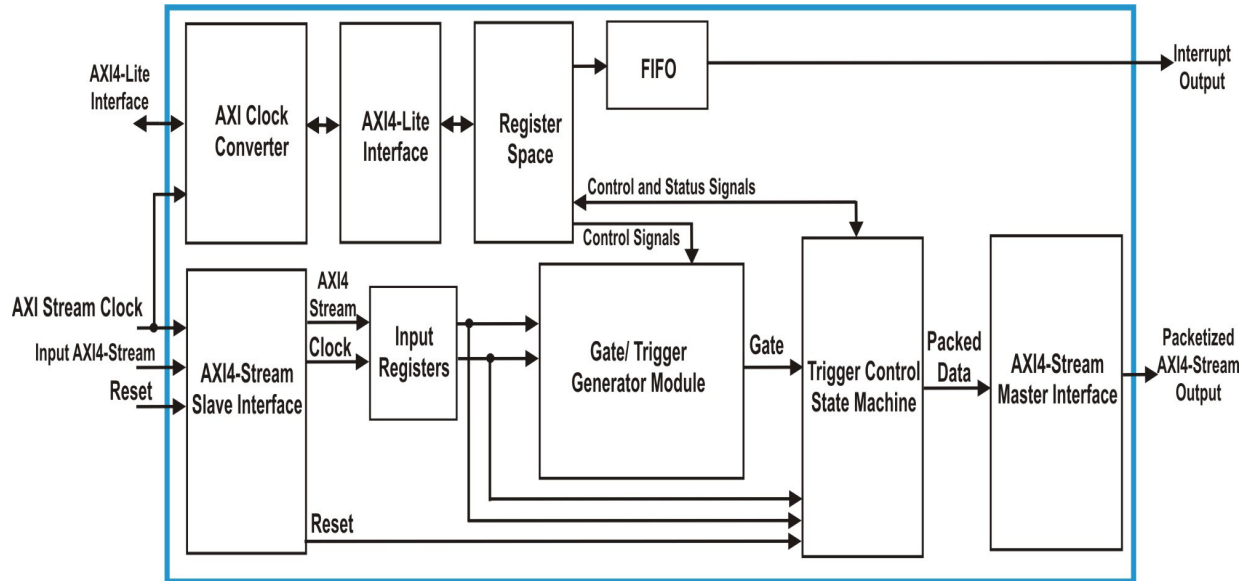 AXI4-Lite
Interface
AXI Clock
Converter
AXI4-Lite
Interface
Register
Space
FIFO
Interrupt
Output
Control and Status Signals
Control Signals
AXI Stream Clock
Input AXI4-Stream
Reset
AXI4-Stream
Slave Interface
AXI4
Stream
Clock
Input
Registers
Gate/ Trigger
Generator Module
Gate
Trigger Control
State Machine
Packed
Data
AXI4-Stream
Master Interface
Packetized
AXI4-Stream
Output
Reset